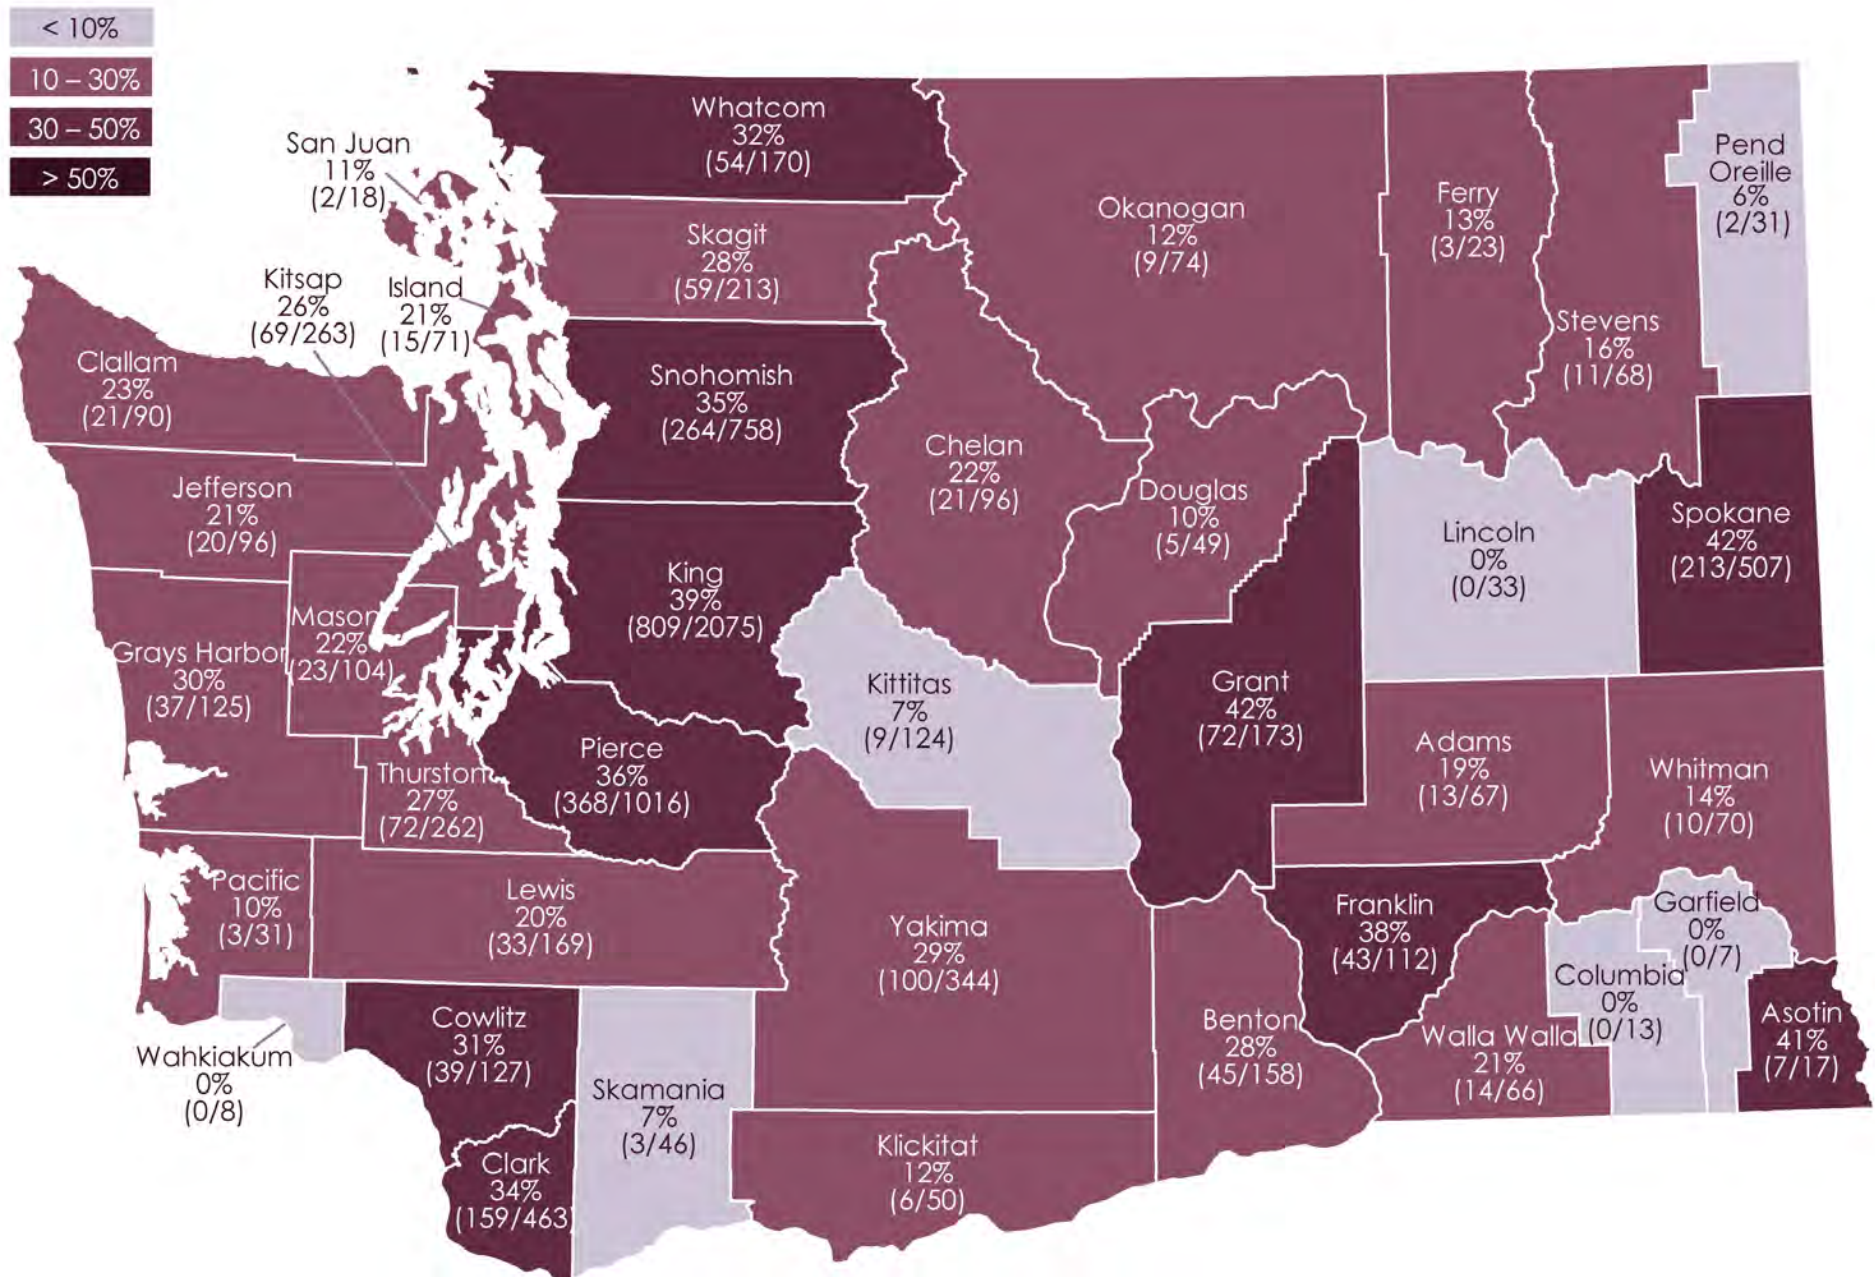 < 10%
10 – 30%
30 – 50%
> 50%
Whatcom
32%
(54/170)
San Juan
11%
(2/18)
Skagit
28%
(59/213)
Okanogan
12%
(9/74)
Ferry
13%
(3/23)
Pend
Oreille
6%
(2/31)
Kitsap
26%
(69/263)
Island
21%
(15/71)
Stevens
16%
(11/68)
Clallam
23%
(21/90)
Snohomish
35%
(264/758)
Chelan
22%
(21/96)
Douglas
10%
(5/49)
Jefferson
21%
(20/96)
Lincoln
0%
(0/33)
Spokane
42%
(213/507)
King
39%
(809/2075)
Mason
22%
(23/104)
Grays Harbor
30%
(37/125)
Kittitas
7%
(9/124)
Grant
42%
(72/173)
Pierce
36%
(368/1016)
Thurston
27%
(72/262)
Adams
19%
(13/67)
Whitman
14%
(10/70)
Pacific
10%
(3/31)
Lewis
20%
(33/169)
Yakima
29%
(100/344)
Franklin
38%
(43/112)
Garfield
0%
(0/7)
Columbia
0%
(0/13)
Asotin
41%
(7/17)
Wahkiakum
0%
(0/8)
Cowlitz
31%
(39/127)
Skamania
7%
(3/46)
Benton
28%
(45/158)
Walla Walla
21%
(14/66)
Clark
34%
(159/463)
Klickitat
12%
(6/50)